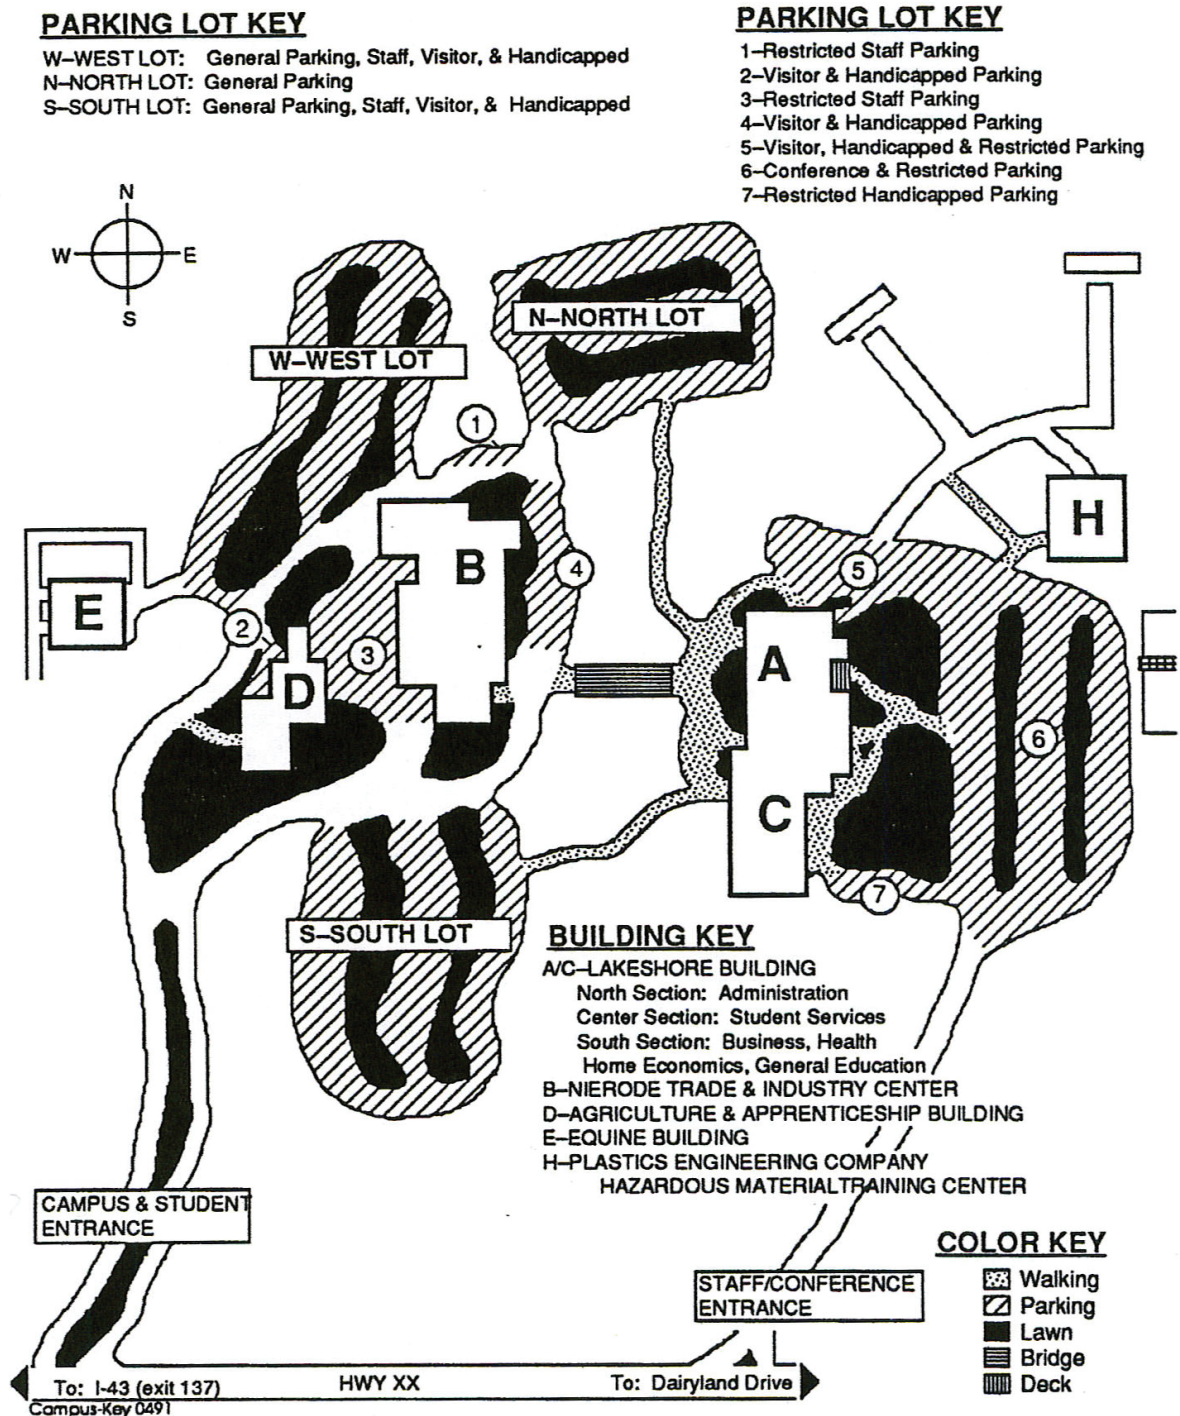 PARKING LOT KEY
W–WEST LOT: General Parking, Staff, Visitor, & Handicapped
N–NORTH LOT: General Parking
S–SOUTH LOT: General Parking, Staff, Visitor, & Handicapped
PARKING LOT KEY
1–Restricted Staff Parking
2–Visitor & Handicapped Parking
3–Restricted Staff Parking
4–Visitor & Handicapped Parking
5–Visitor, Handicapped & Restricted Parking
6–Conference & Restricted Parking
7–Restricted Handicapped Parking
N
W E
S
N–NORTH LOT
W–WEST LOT
1
H
B
4
5
E
2
3
A
D
6
C
7
S–SOUTH LOT
BUILDING KEY
A/C–LAKESHORE BUILDING
North Section: Administration
Center Section: Student Services
South Section: Business, Health
Home Economics, General Education
B–NIERODE TRADE & INDUSTRY CENTER
D–AGRICULTURE & APPRENTICESHIP BUILDING
E–EQUINE BUILDING
H–PLASTICS ENGINEERING COMPANY
HAZARDOUS MATERIALTRAINING CENTER
CAMPUS & STUDENT
ENTRANCE
STAFF/CONFERENCE
ENTRANCE
COLOR KEY
Walking
Parking
Lawn
Bridge
Deck
To: I-43 (exit 137) HWY XX To: Dairyland Drive
Campus-Key 0491